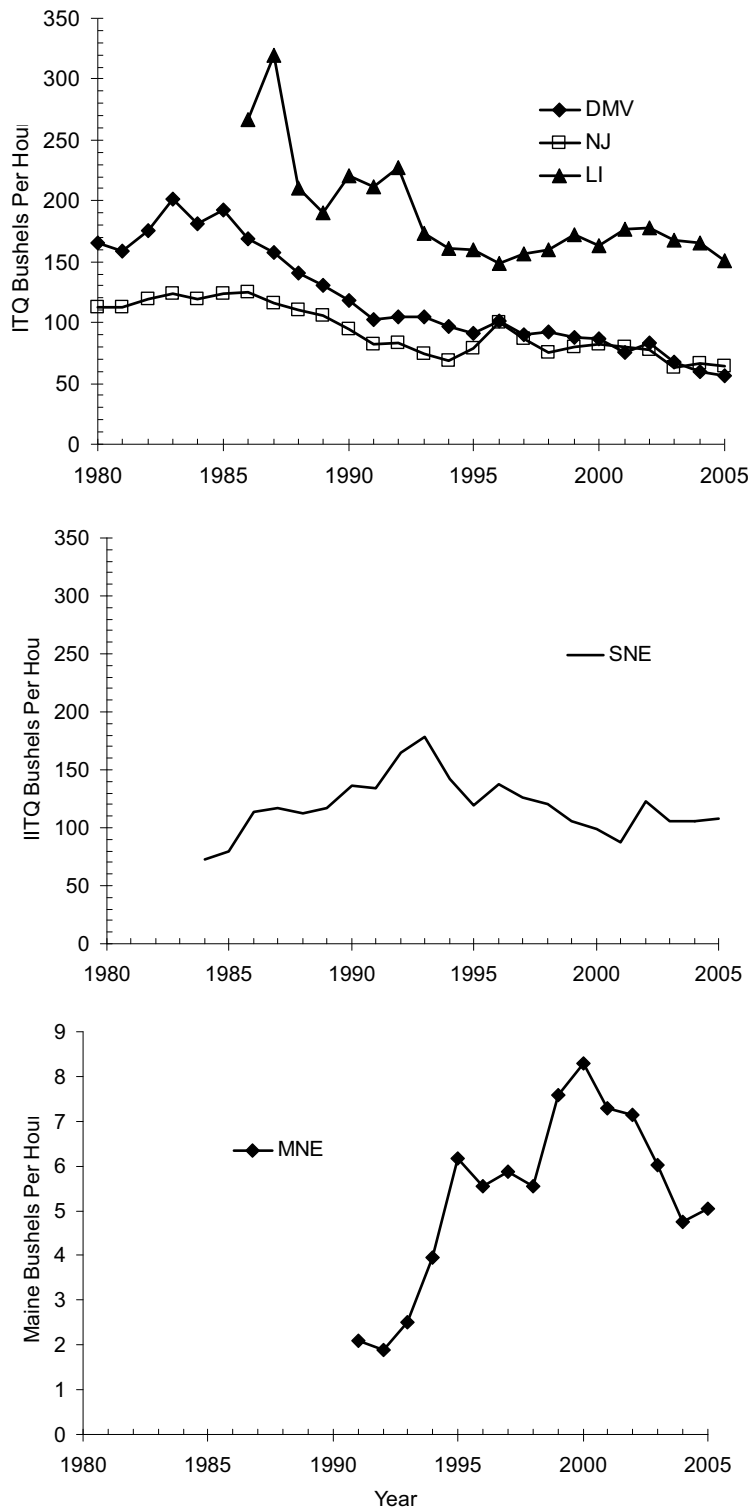 350
300
250
200
150
100
50
0
ITQ Bushels Per Hou
DMV
NJ
LI
1980 1985 1990 1995 2000 2005
350
300
250
200
150
100
50
0
IITQ Bushels Per Hou
SNE
1980 1985 1990 1995 2000 2005
9
8
7
6
5
4
3
2
1
0
Maine Bushels Per Hou
MNE
1980 1985 1990 1995 2000 2005
Year